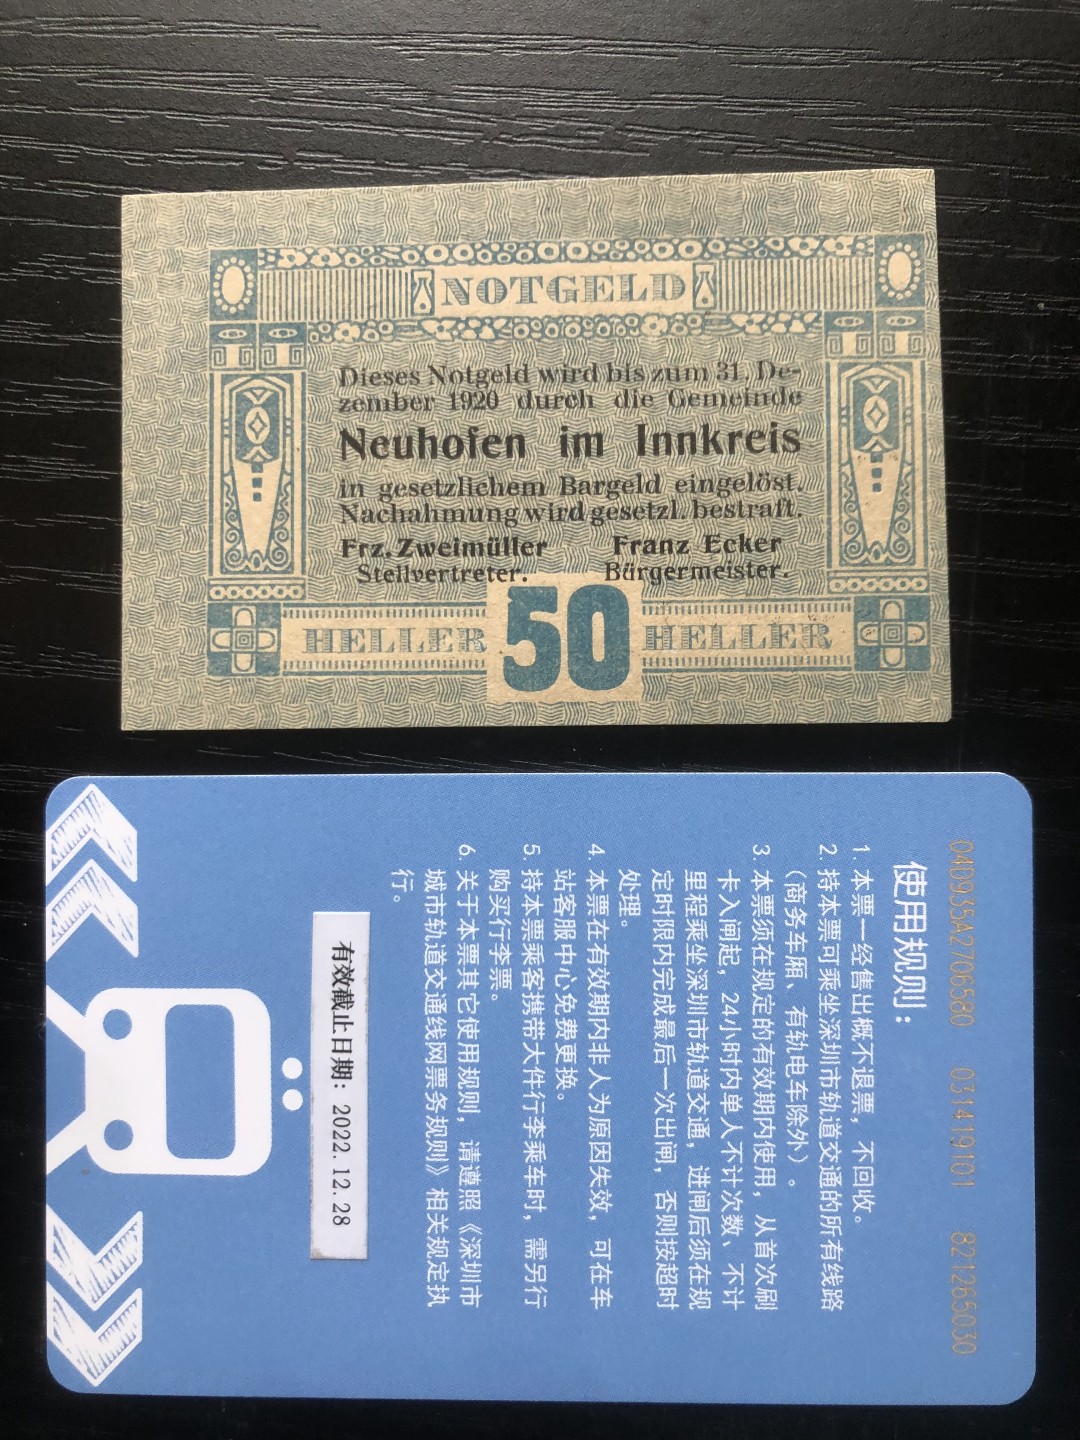 NOTGELD
Dieses Notgeld wird bis zum 31. De-
zember 1920 durch die Gemeinde
Neuhofen im Innkreis
in gesetzlichem Bargeld eingelöst.
Nachahmung wird gesetzl. bestraft.
Frz. Zweimüller Franz Ecker
Stellvertreter. Bürgermeister.
HELLER 50 HELLER
04D935A2706580 031419101 821265030
使用规则：
1. 本票一经售出概不退票，不回收。
2. 持本票可乘坐深圳市轨道交通的所有线路
（商务车厢、有轨电车除外）。
3. 本票须在规定的有效期内使用，从首次刷
卡入闸起，24小时内单人不计次数、不计
里程乘坐深圳市轨道交通，进闸后须在规
定时限内完成最后一次出闸，否则按超时
处理。
4. 本票在有效期内非人为原因失效，可在车
站客服中心免费更换。
5. 持本票乘客携带大件行李乘车时，需另行
购买行李票。
6. 关于本票其它使用规则，请遵照《深圳市
城市轨道交通线网票务规则》相关规定执
行。
有效截止日期：2022.12.28